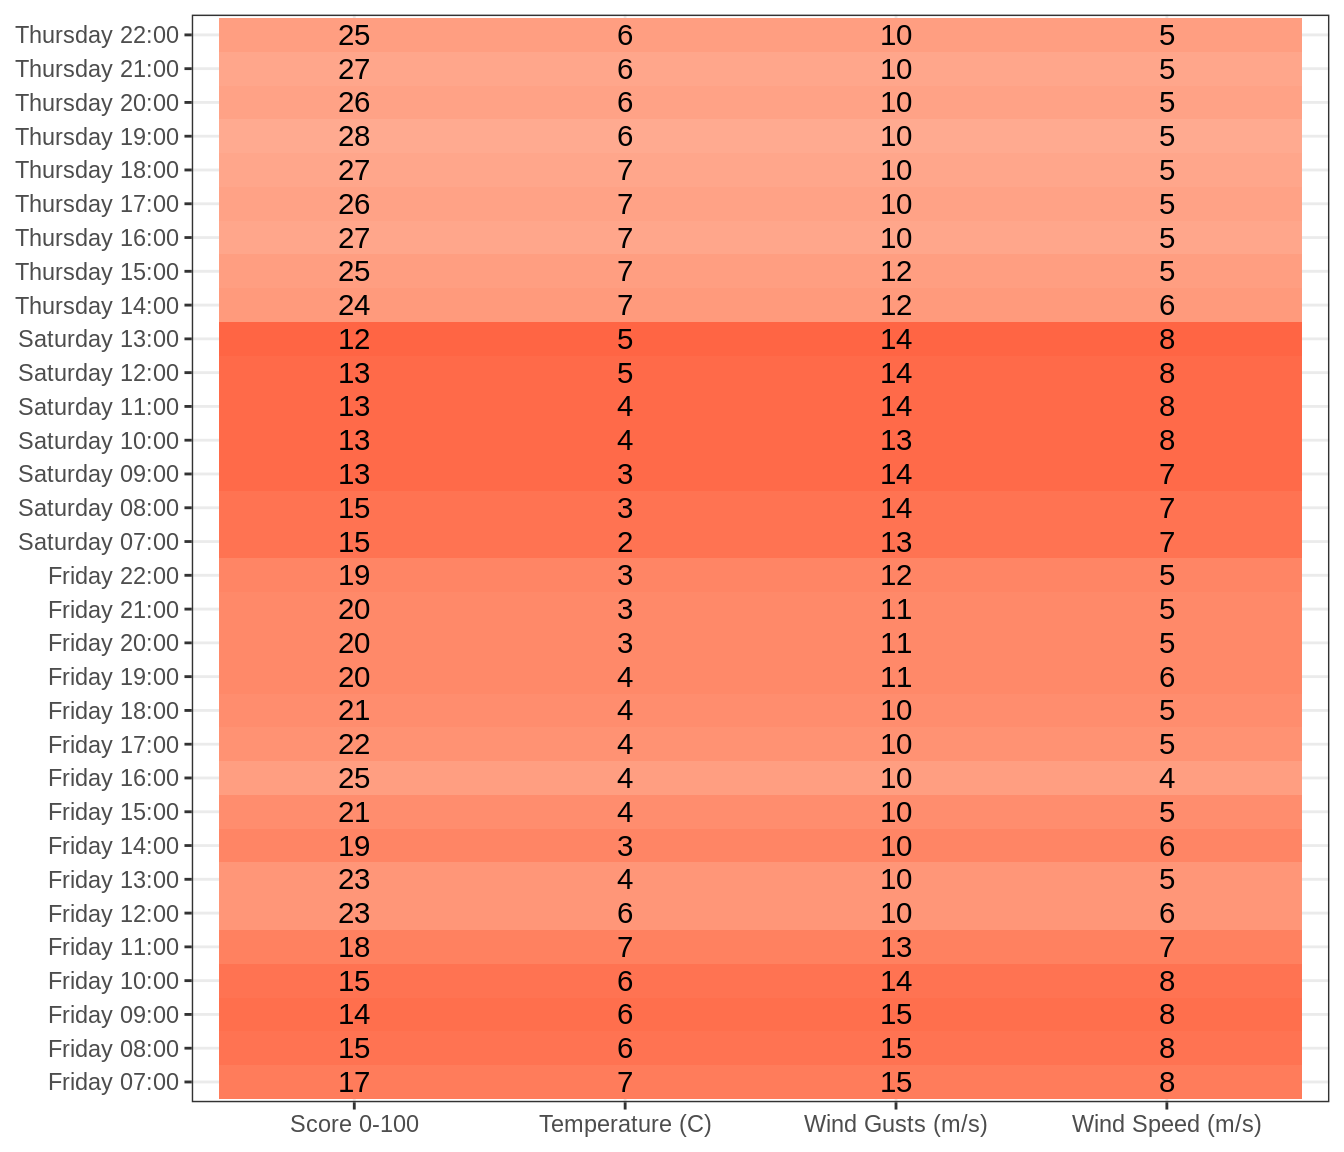 Thursday 22:00 25 6 10 5
Thursday 21:00 27 6 10 5
Thursday 20:00 26 6 10 5
Thursday 19:00 28 6 10 5
Thursday 18:00 27 7 10 5
Thursday 17:00 26 7 10 5
Thursday 16:00 27 7 10 5
Thursday 15:00 25 7 12 5
Thursday 14:00 24 7 12 6
Saturday 13:00 12 5 14 8
Saturday 12:00 13 5 14 8
Saturday 11:00 13 4 14 8
Saturday 10:00 13 4 13 8
Saturday 09:00 13 3 14 7
Saturday 08:00 15 3 14 7
Saturday 07:00 15 2 13 7
Friday 22:00 19 3 12 5
Friday 21:00 20 3 11 5
Friday 20:00 20 3 11 5
Friday 19:00 20 4 11 6
Friday 18:00 21 4 10 5
Friday 17:00 22 4 10 5
Friday 16:00 25 4 10 4
Friday 15:00 21 4 10 5
Friday 14:00 19 3 10 6
Friday 13:00 23 4 10 5
Friday 12:00 23 6 10 6
Friday 11:00 18 7 13 7
Friday 10:00 15 6 14 8
Friday 09:00 14 6 15 8
Friday 08:00 15 6 15 8
Friday 07:00 17 7 15 8
Score 0-100 Temperature (C) Wind Gusts (m/s) Wind Speed (m/s)